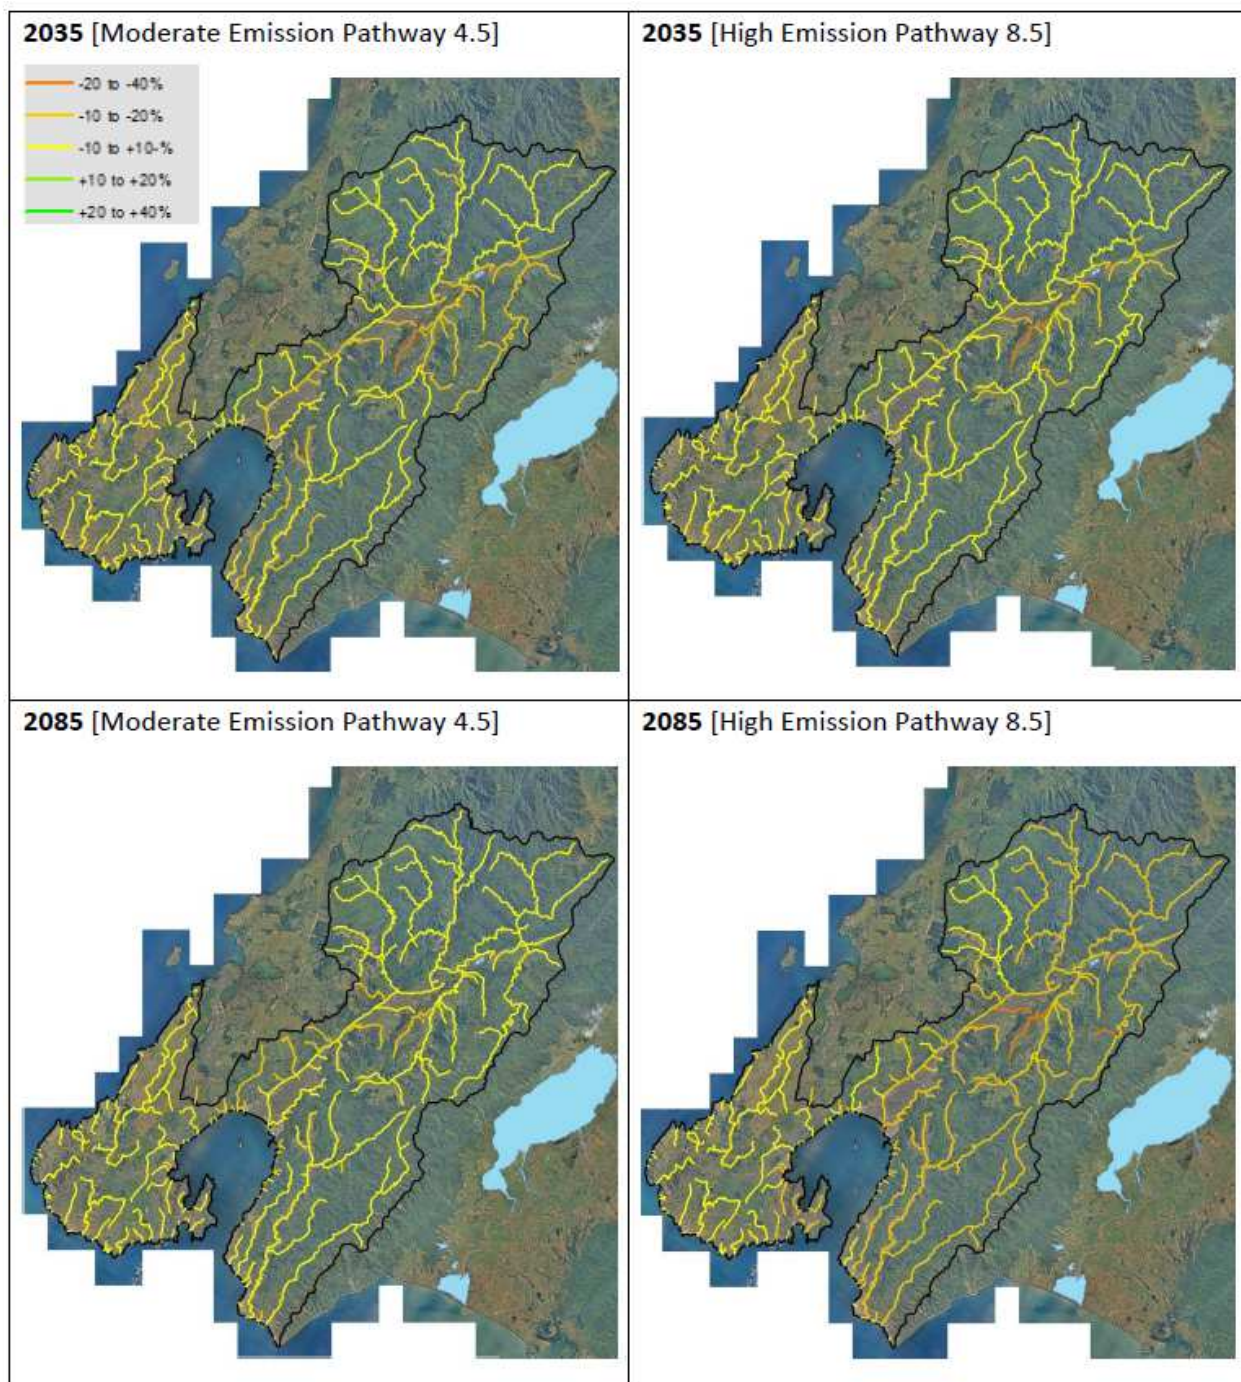 2035 [Moderate Emission Pathway 4.5]
2035 [High Emission Pathway 8.5]
-20 to -40%
-10 to -20%
-10 to +10-%
+10 to +20%
+20 to +40%
2085 [Moderate Emission Pathway 4.5]
2085 [High Emission Pathway 8.5]